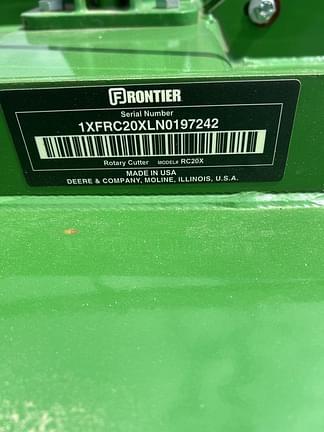 FRONTIER
Serial Number
1XFRC20XLN0197242
Rotary Cutter MODEL# RC20X
MADE IN USA
DEERE & COMPANY, MOLINE, ILLINOIS, U.S.A.